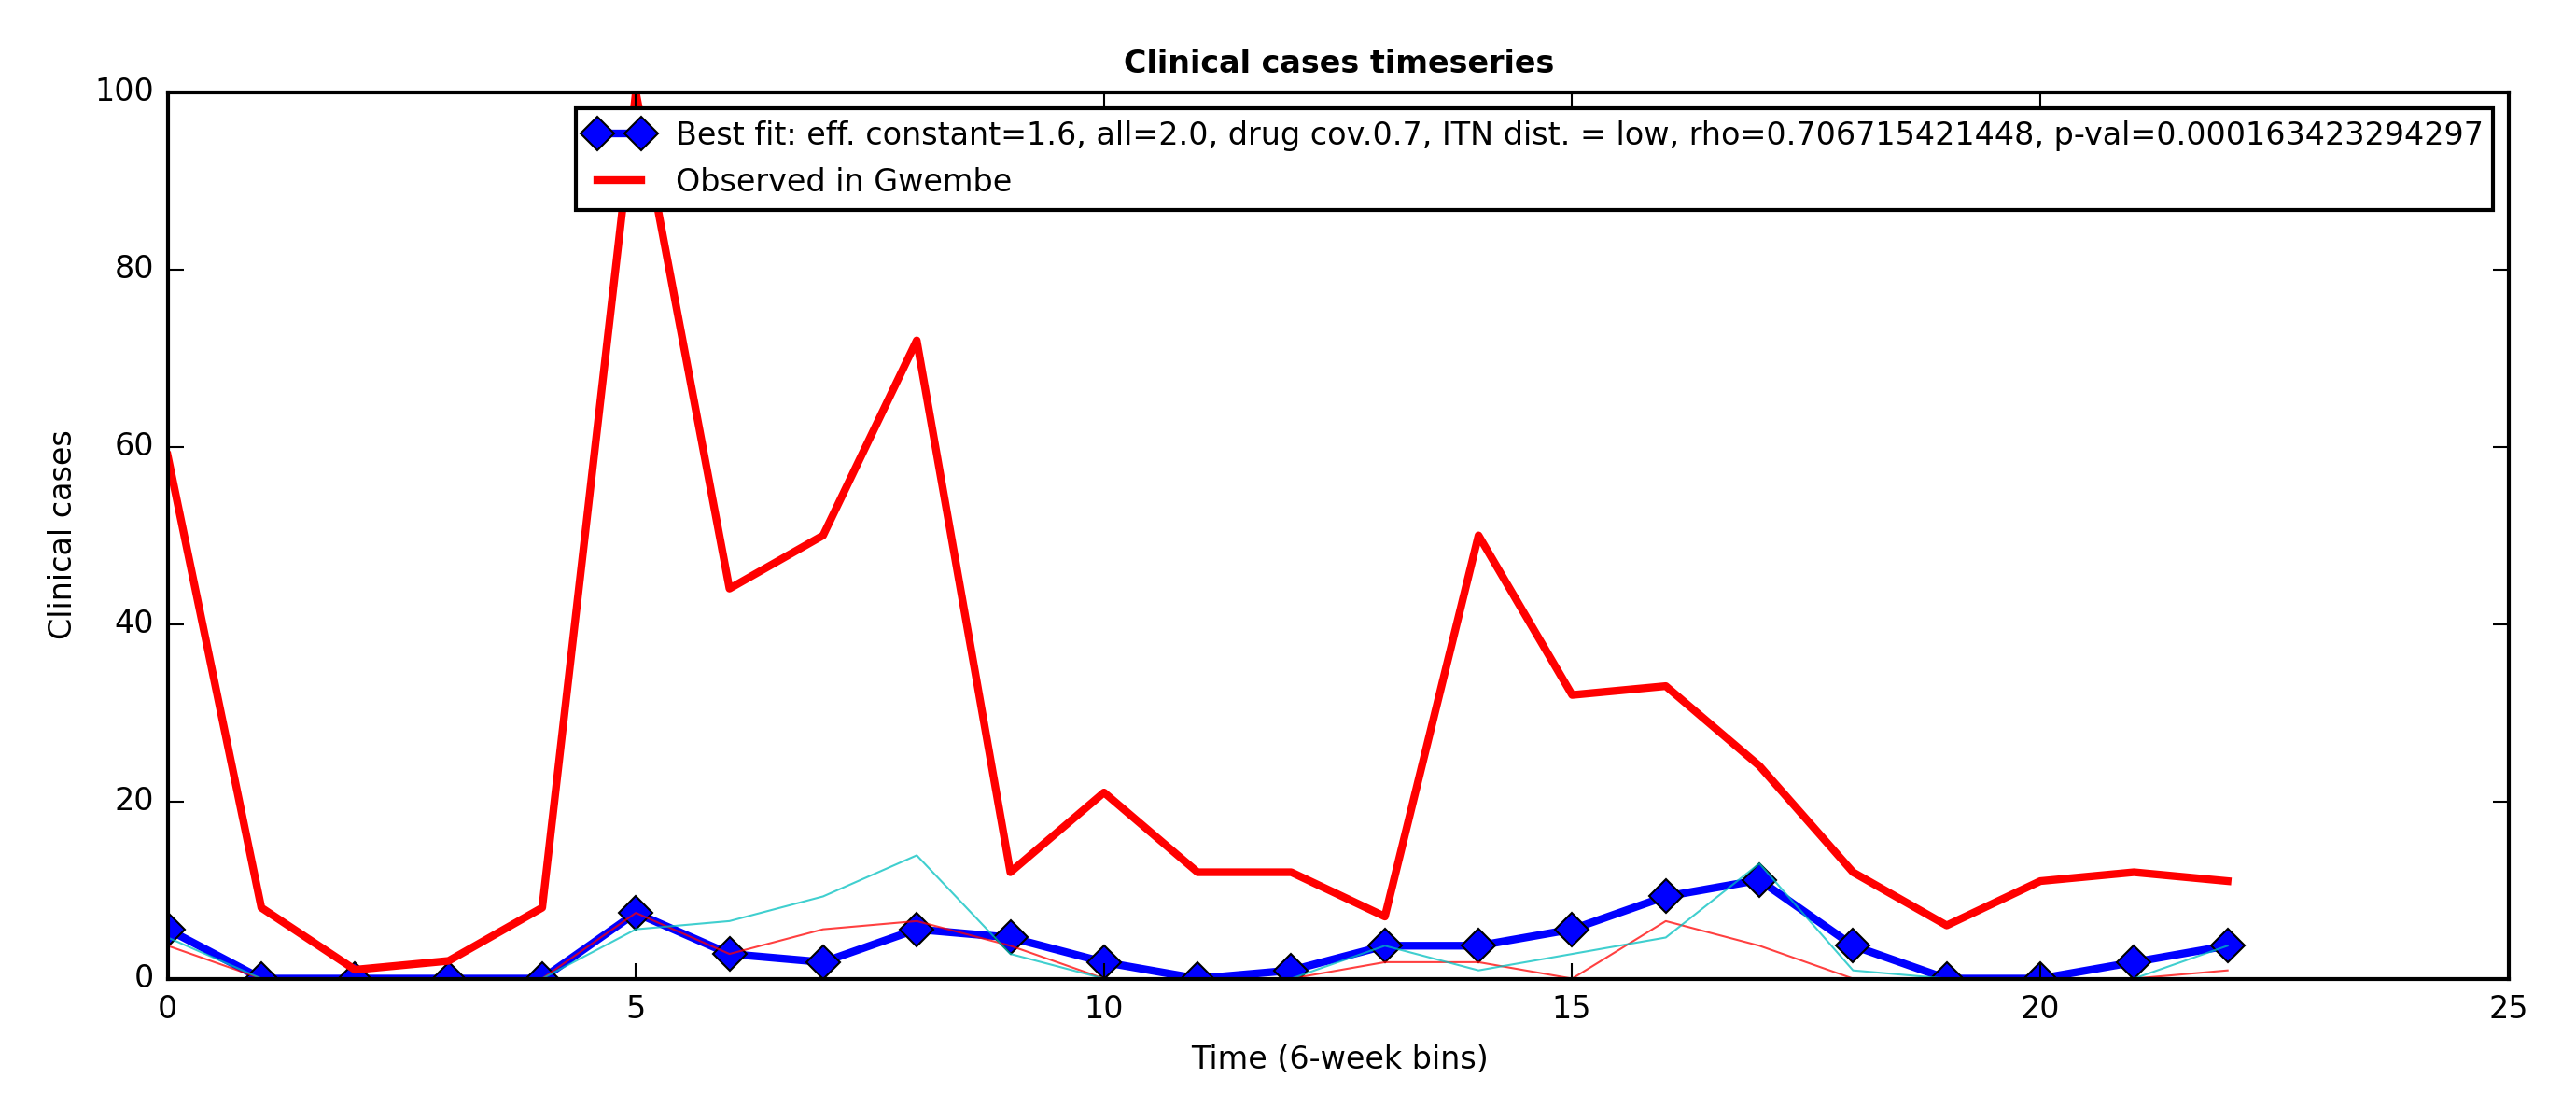 Clinical cases timeseries
Best fit: eff. constant=1.6, all=2.0, drug cov.0.7, ITN dist. = low, rho=0.706715421448, p-val=0.000163423294297
Observed in Gwembe
100
80
60
40
20
0
Clinical cases
0 5 10 15 20 25
Time (6-week bins)